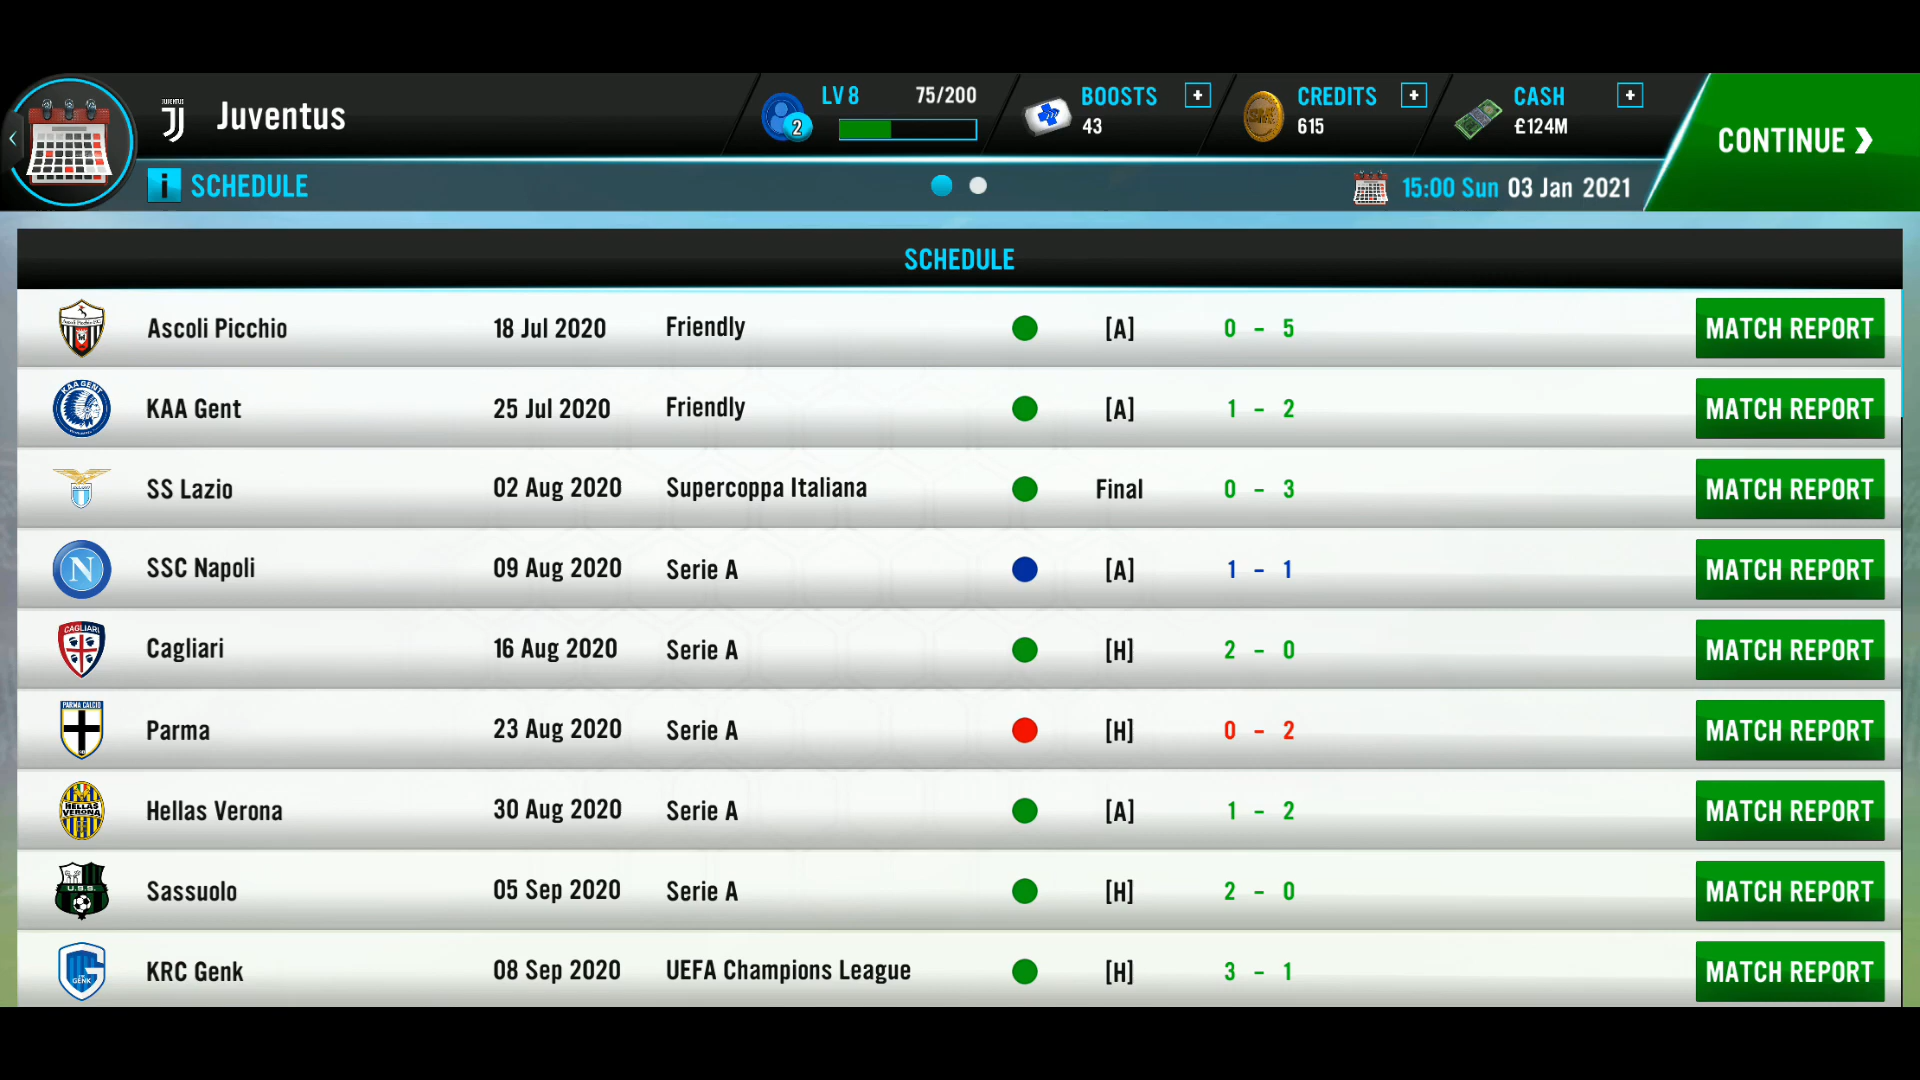 Juventus
2
LV 8 75/200
BOOSTS +
43
CREDITS +
615
CASH +
£124M
CONTINUE
i SCHEDULE
15:00 Sun 03 Jan 2021
SCHEDULE
Ascoli Picchio 18 Jul 2020 Friendly [A] 0 - 5 MATCH REPORT
KAA Gent 25 Jul 2020 Friendly [A] 1 - 2 MATCH REPORT
SS Lazio 02 Aug 2020 Supercoppa Italiana Final 0 - 3 MATCH REPORT
SSC Napoli 09 Aug 2020 Serie A [A] 1 - 1 MATCH REPORT
Cagliari 16 Aug 2020 Serie A [H] 2 - 0 MATCH REPORT
Parma 23 Aug 2020 Serie A [H] 0 - 2 MATCH REPORT
Hellas Verona 30 Aug 2020 Serie A [A] 1 - 2 MATCH REPORT
Sassuolo 05 Sep 2020 Serie A [H] 2 - 0 MATCH REPORT
KRC Genk 08 Sep 2020 UEFA Champions League [H] 3 - 1 MATCH REPORT